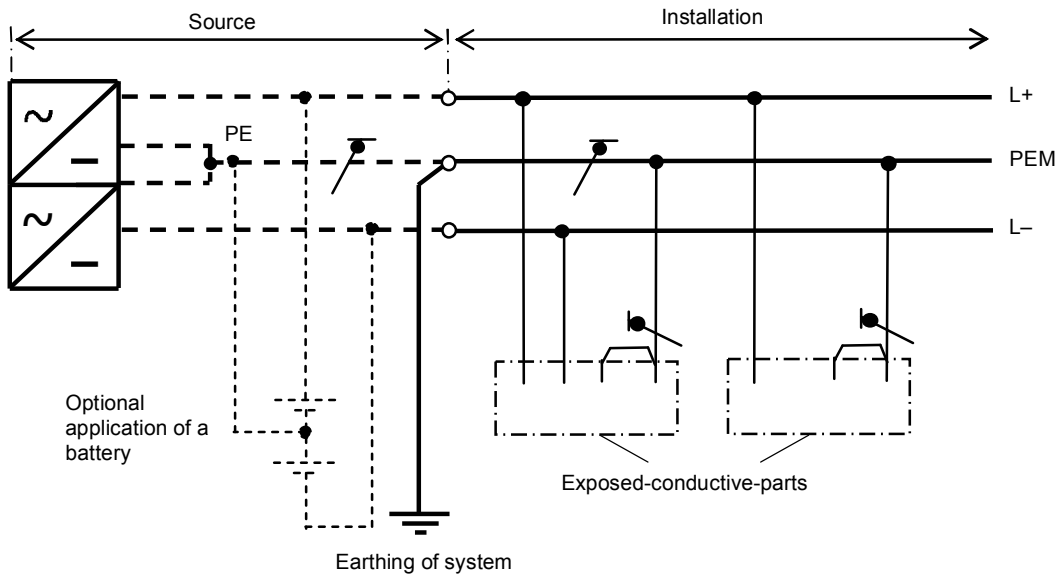 Source
Installation
L+
PE
PEM
L–
Optional
application of a
battery
Exposed-conductive-parts
Earthing of system